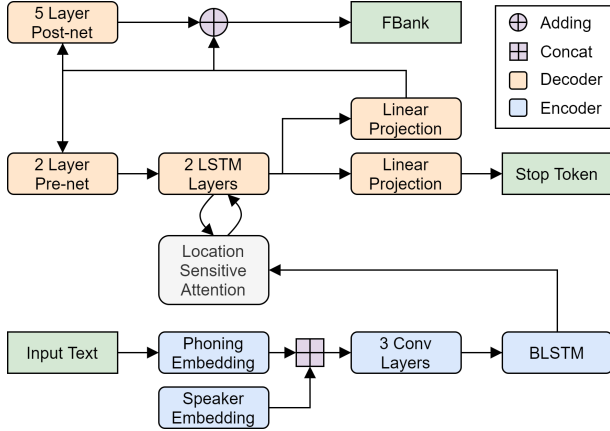 5 Layer
Post-net
FBank
Adding
Concat
Decoder
Encoder
Linear
Projection
2 Layer
Pre-net
2 LSTM
Layers
Linear
Projection
Stop Token
Location
Sensitive
Attention
Input Text
Phoning
Embedding
3 Conv
Layers
BLSTM
Speaker
Embedding